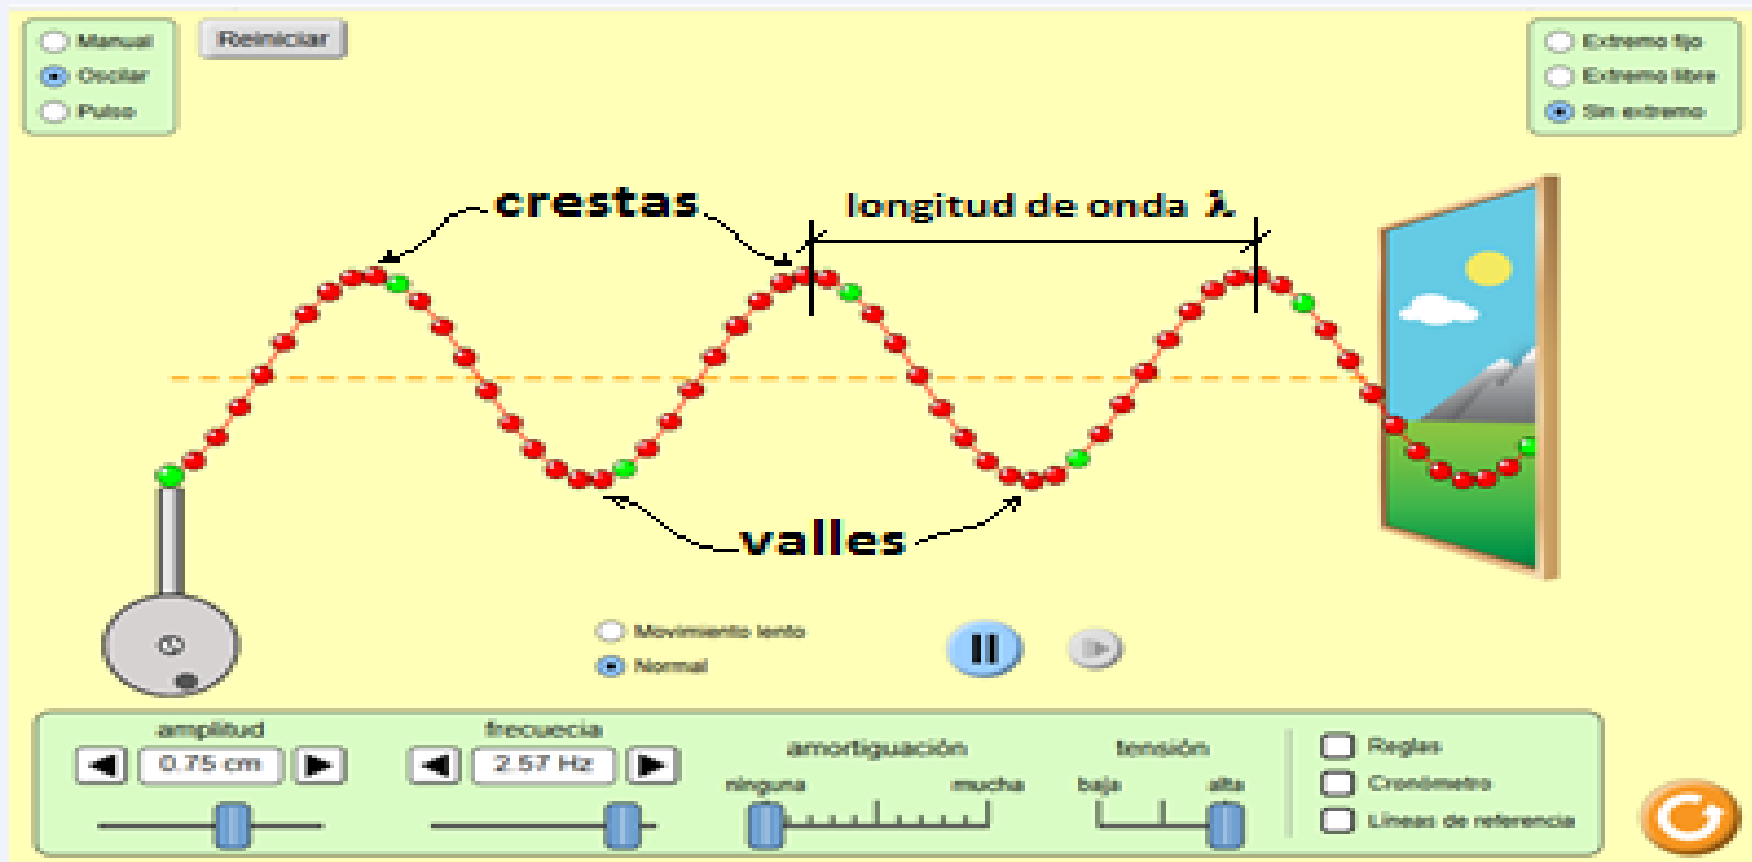 Manual
Oscilar
Pulso
Reiniciar
Extremo fijo
Extremo libre
Sin extremo
crestas
longitud de onda λ
valles
Movimiento lento
Normal
amplitud
0.75 cm
frecuecia
2.57 Hz
amortiguación
ninguna
mucha
tensión
baja
alta
Reglas
Cronómetro
Líneas de referencia